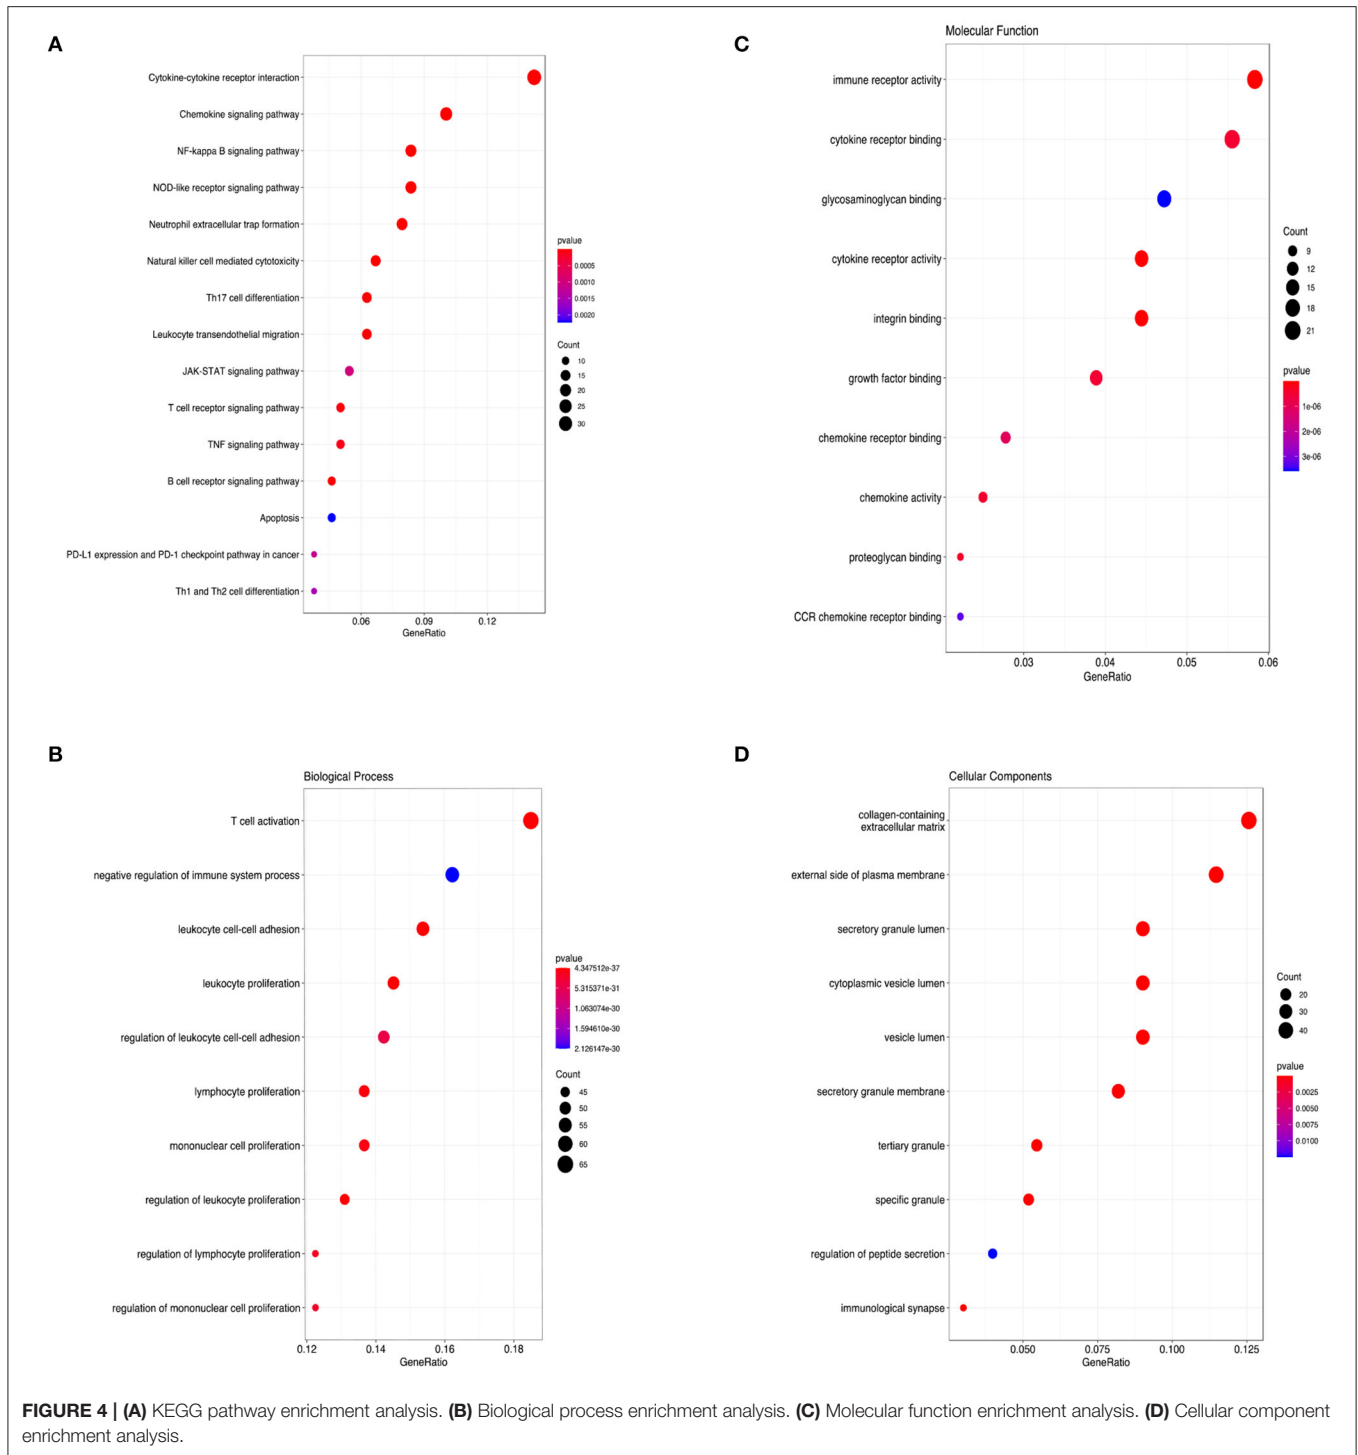 A
Cytokine-cytokine receptor interaction
Chemokine signaling pathway
NF-kappa B signaling pathway
NOD-like receptor signaling pathway
Neutrophil extracellular trap formation
Natural killer cell mediated cytotoxicity
Th17 cell differentiation
Leukocyte transendothelial migration
JAK-STAT signaling pathway
T cell receptor signaling pathway
TNF signaling pathway
B cell receptor signaling pathway
Apoptosis
PD-L1 expression and PD-1 checkpoint pathway in cancer
Th1 and Th2 cell differentiation
0.06 0.09 0.12
GeneRatio
pvalue
0.0005
0.0010
0.0015
0.0020
Count
10
15
20
25
30
C
Molecular Function
immune receptor activity
cytokine receptor binding
glycosaminoglycan binding
cytokine receptor activity
integrin binding
growth factor binding
chemokine receptor binding
chemokine activity
proteoglycan binding
CCR chemokine receptor binding
0.03 0.04 0.05 0.06
GeneRatio
Count
9
12
15
18
21
pvalue
1e-06
2e-06
3e-06
B
Biological Process
T cell activation
negative regulation of immune system process
leukocyte cell-cell adhesion
leukocyte proliferation
regulation of leukocyte cell-cell adhesion
lymphocyte proliferation
mononuclear cell proliferation
regulation of leukocyte proliferation
regulation of lymphocyte proliferation
regulation of mononuclear cell proliferation
0.12 0.14 0.16 0.18
GeneRatio
pvalue
4.347512e-37
5.315371e-31
1.063074e-30
1.594610e-30
2.126147e-30
Count
45
50
55
60
65
D
Cellular Components
collagen-containing
extracellular matrix
external side of plasma membrane
secretory granule lumen
cytoplasmic vesicle lumen
vesicle lumen
secretory granule membrane
tertiary granule
specific granule
regulation of peptide secretion
immunological synapse
0.050 0.075 0.100 0.125
GeneRatio
Count
20
30
40
pvalue
0.0025
0.0050
0.0075
0.0100
FIGURE 4 | (A) KEGG pathway enrichment analysis. (B) Biological process enrichment analysis. (C) Molecular function enrichment analysis. (D) Cellular component
enrichment analysis.